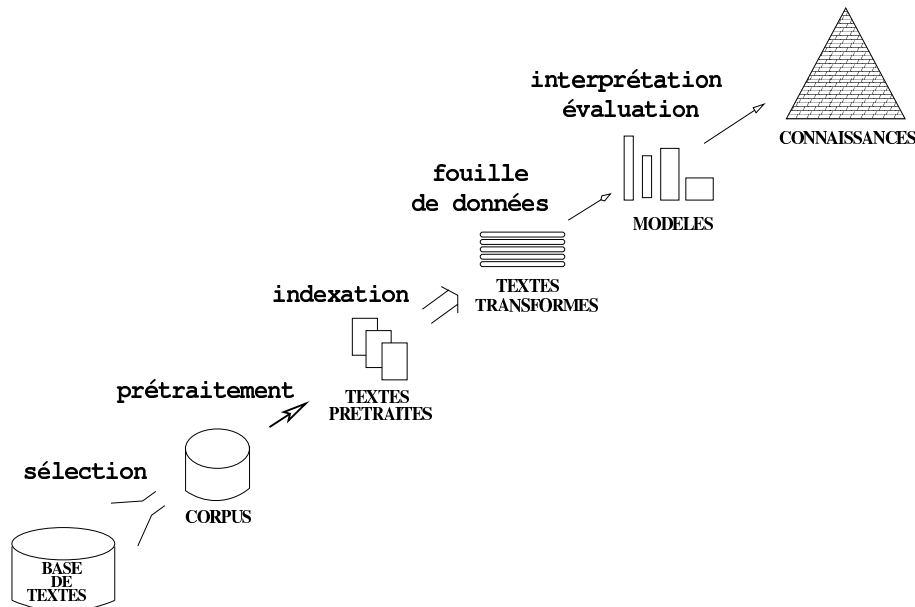 interprétation
évaluation
CONNAISSANCES
fouille
de données
MODELES
indexation
TEXTES
TRANSFORMES
prétraitement
TEXTES
PRETRAITES
sélection
CORPUS
BASE
DE
TEXTES